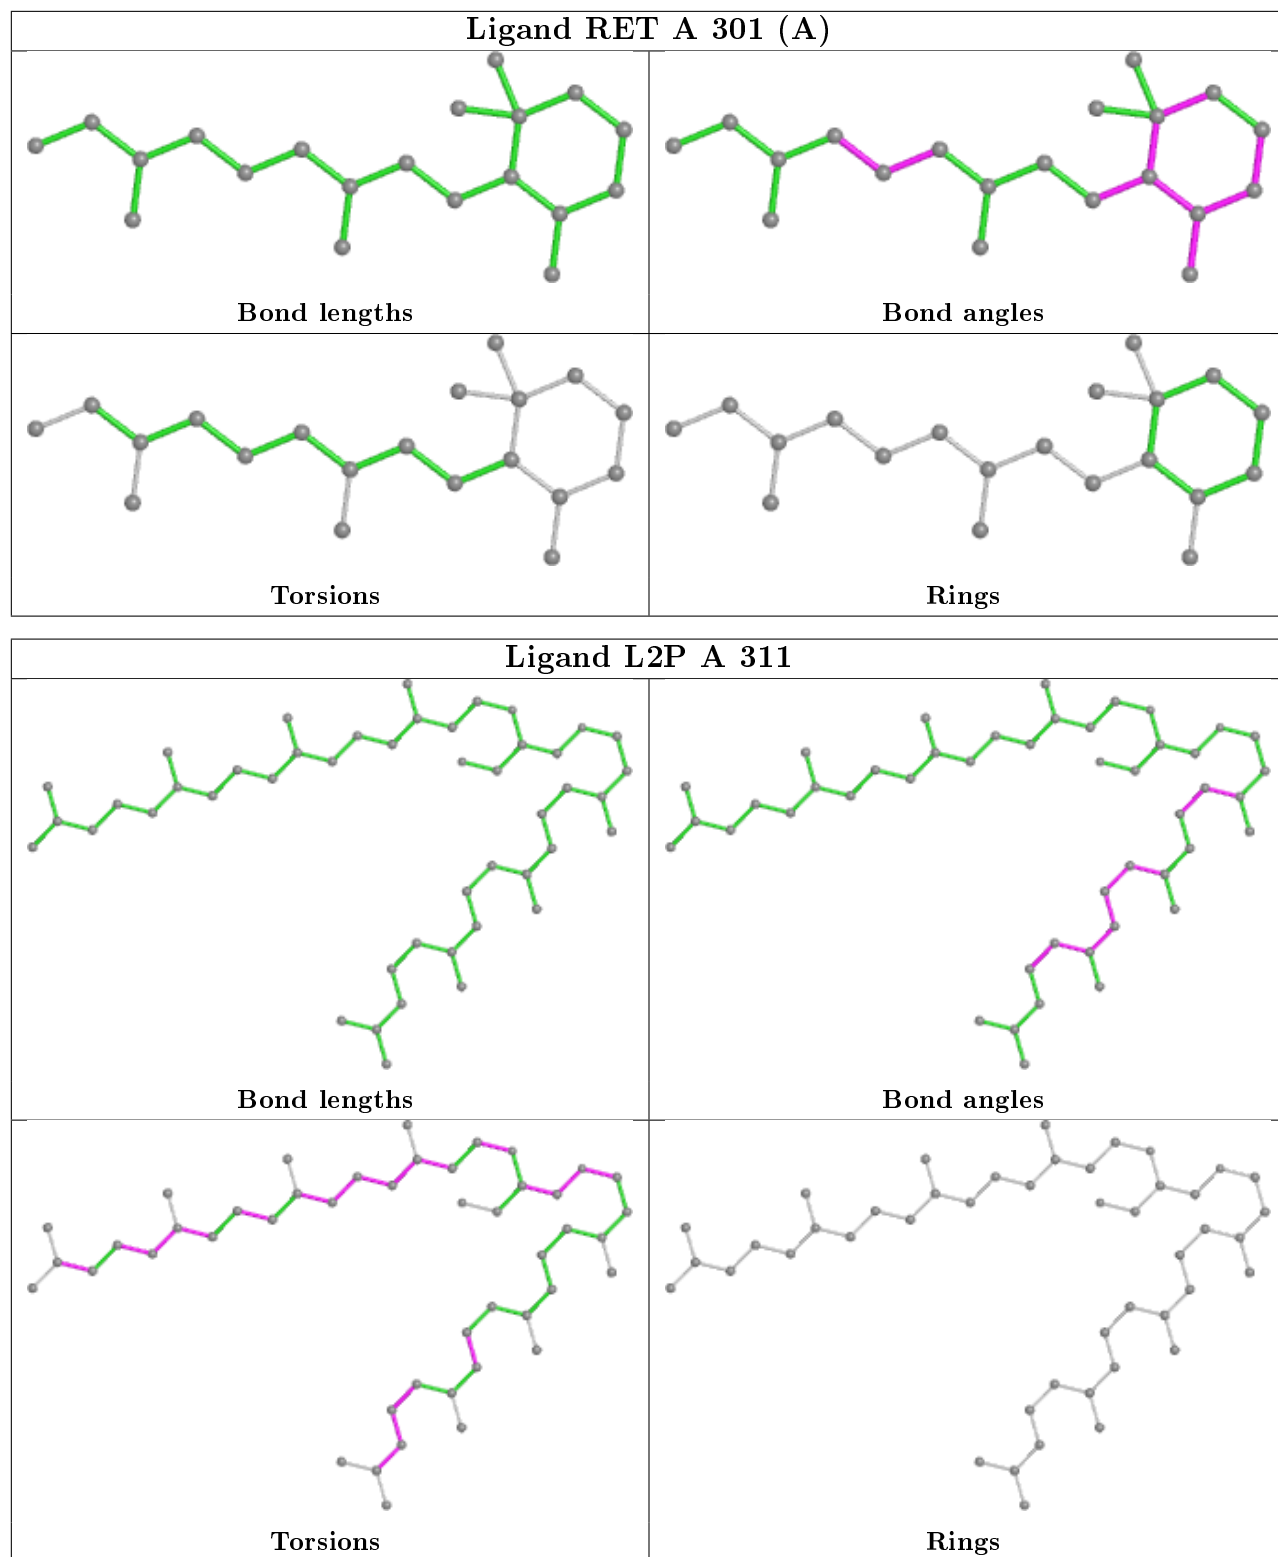 Ligand RET A 301 (A)
Bond lengths
Bond angles
Torsions
Rings
Ligand L2P A 311
Bond lengths
Bond angles
Torsions
Rings